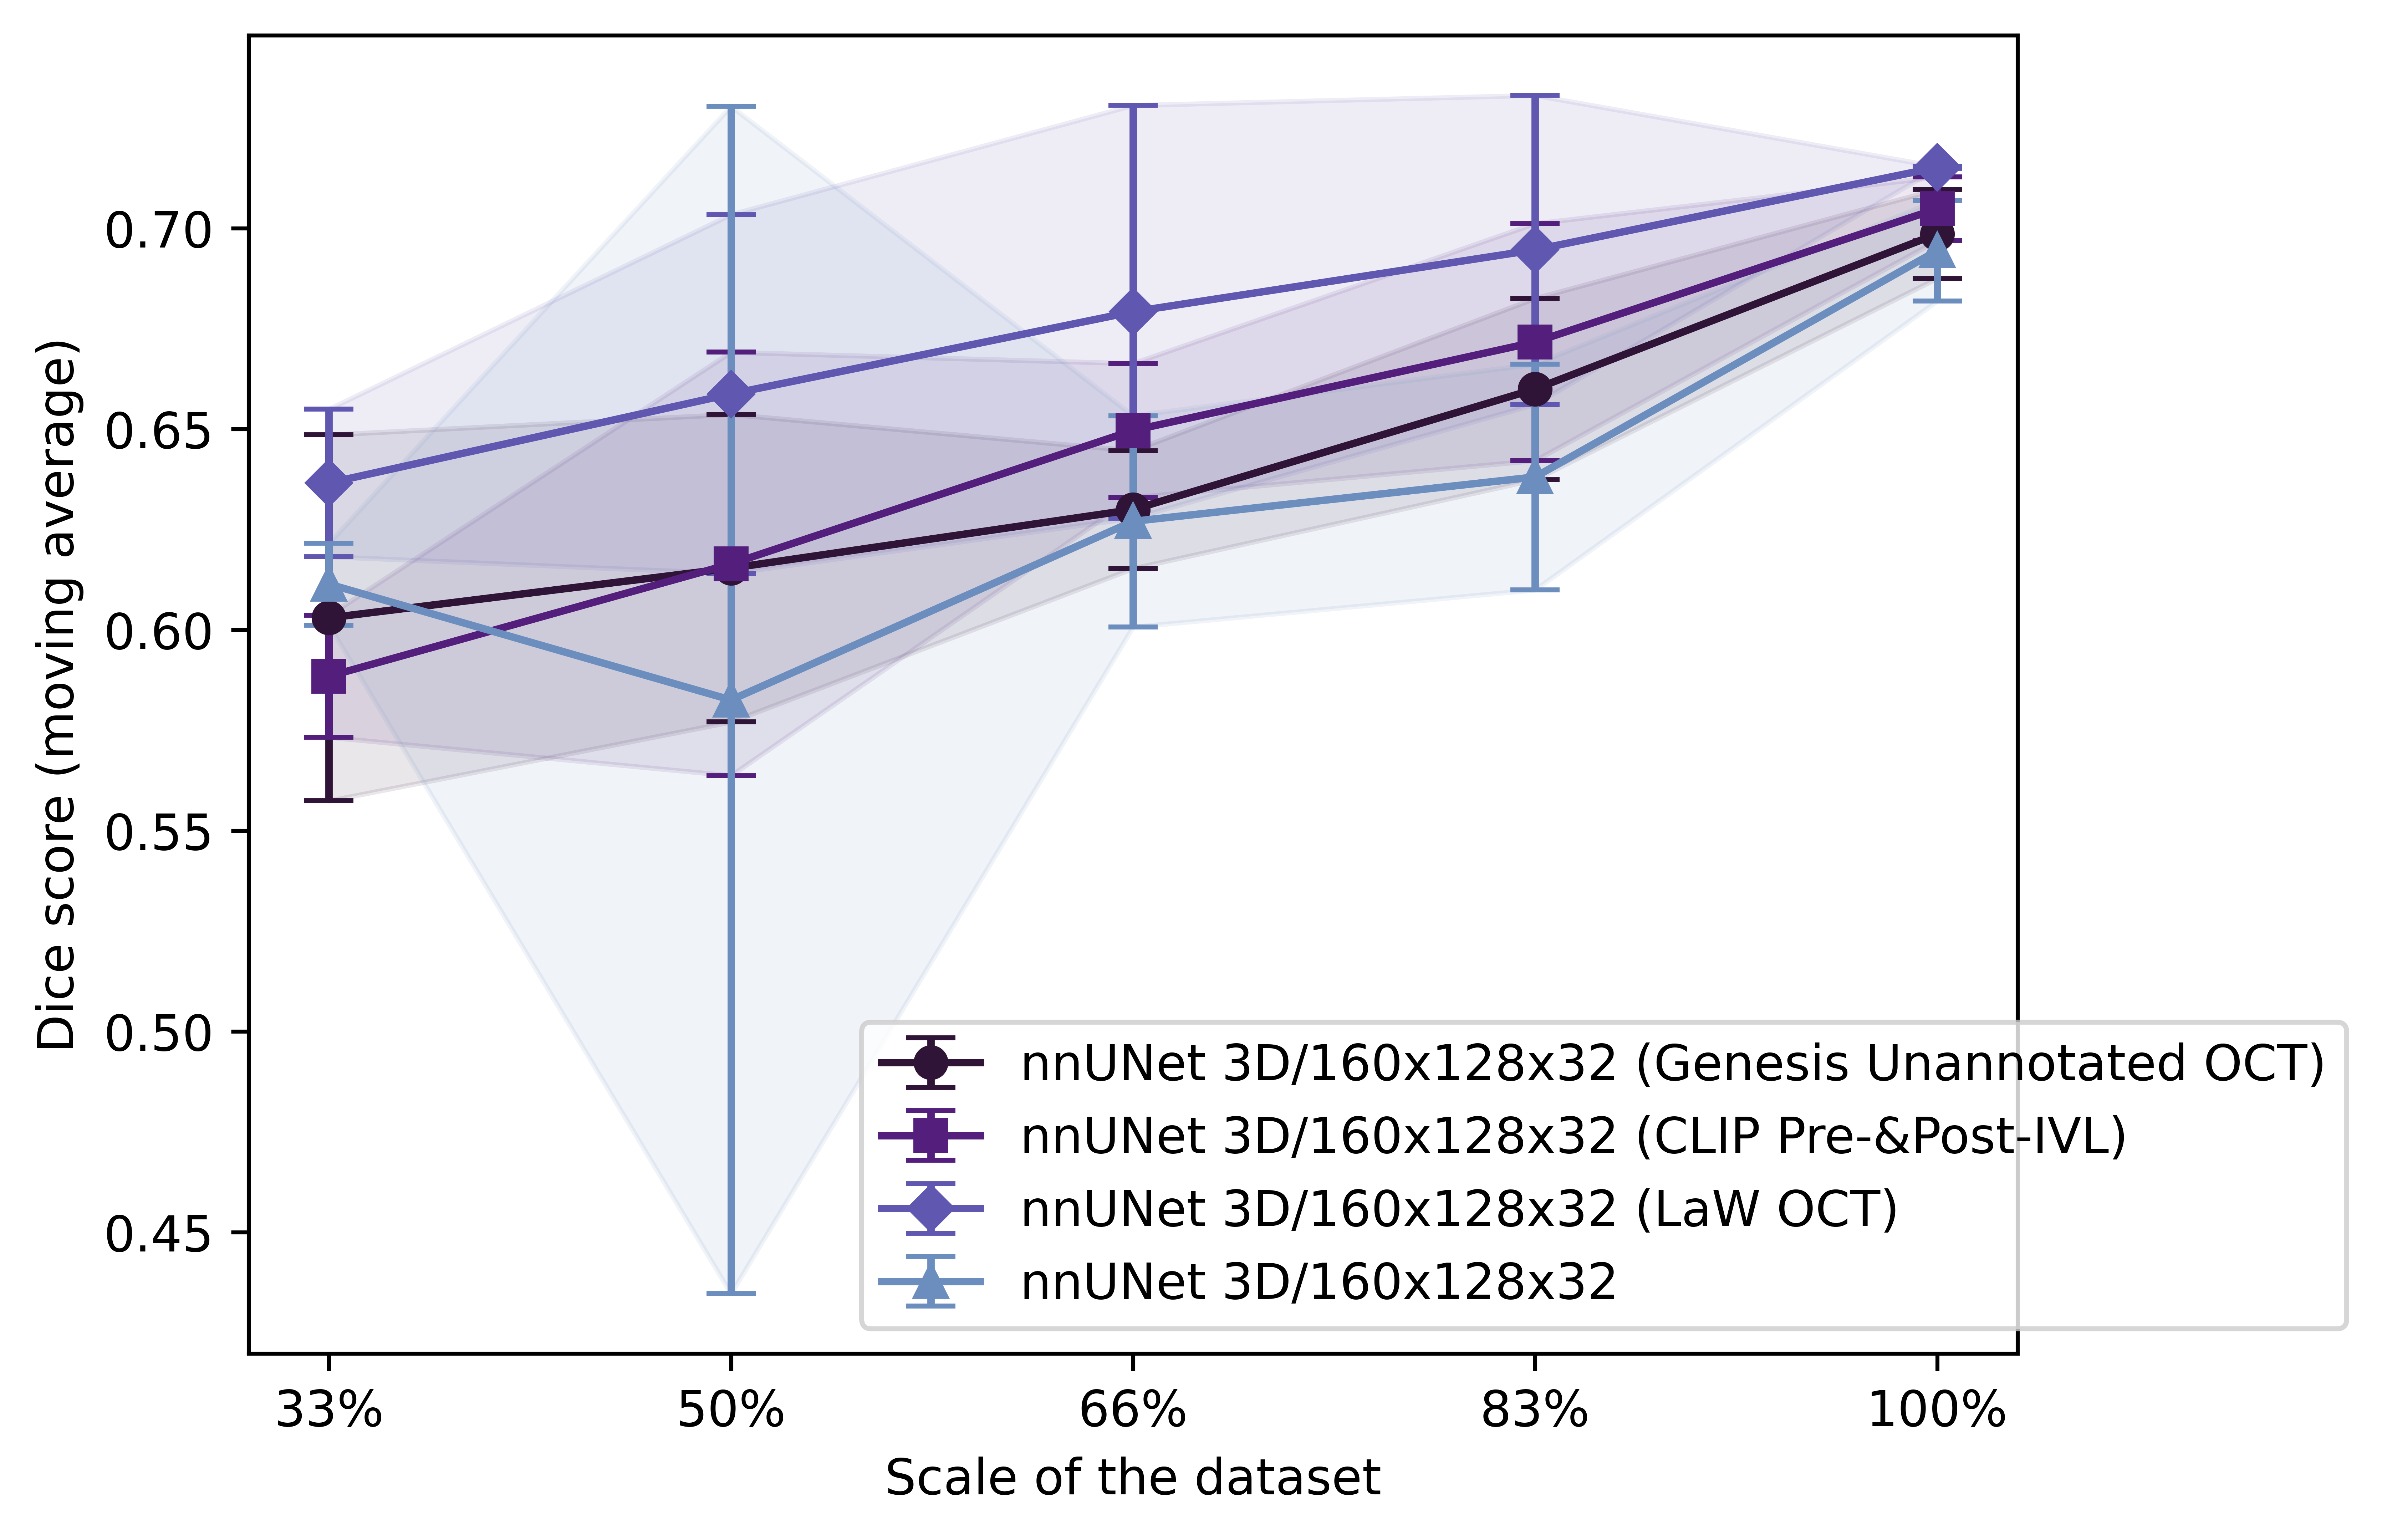 Dice score (moving average)
0.70
0.65
0.60
0.55
0.50
0.45
nnUNet 3D/160x128x32 (Genesis Unannotated OCT)
nnUNet 3D/160x128x32 (CLIP Pre-&Post-IVL)
nnUNet 3D/160x128x32 (LaW OCT)
nnUNet 3D/160x128x32
33% 50% 66% 83% 100%
Scale of the dataset